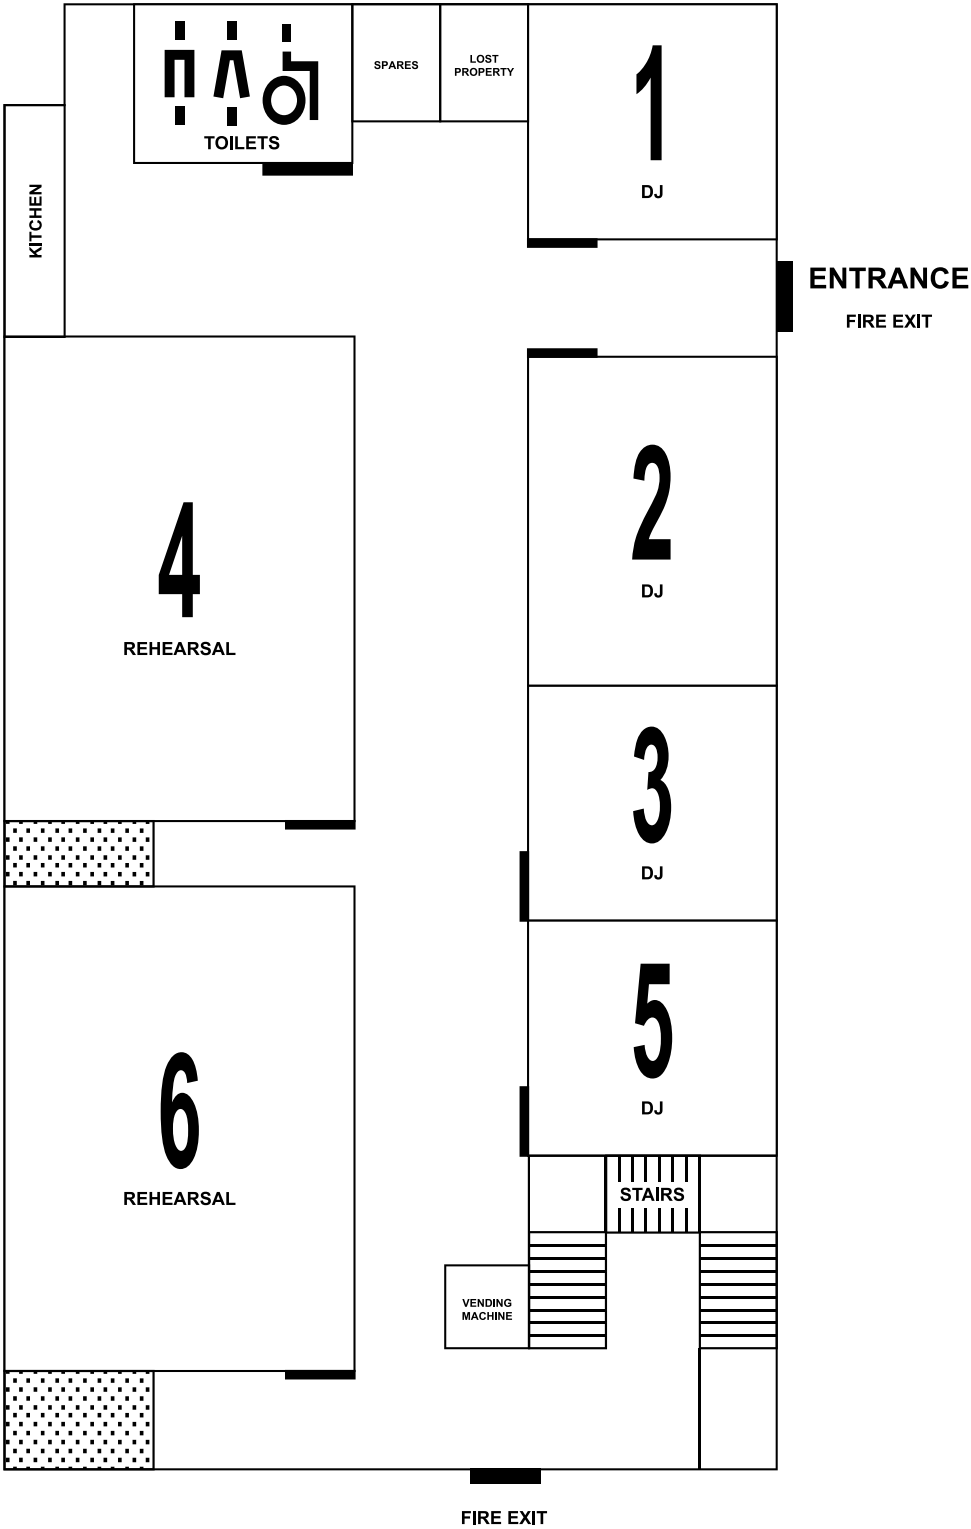 TOILETS
SPARES
LOST
PROPERTY
1
DJ
KITCHEN
ENTRANCE
FIRE EXIT
2
DJ
4
REHEARSAL
3
DJ
5
DJ
6
REHEARSAL
STAIRS
VENDING
MACHINE
FIRE EXIT